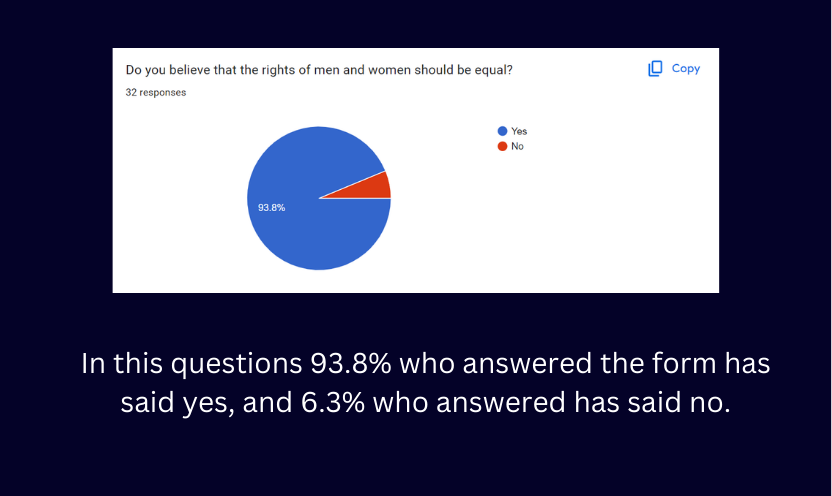 Do you believe that the rights of men and women should be equal?
Copy
32 responses
Yes
No
93.8%
In this questions 93.8% who answered the form has
said yes, and 6.3% who answered has said no.